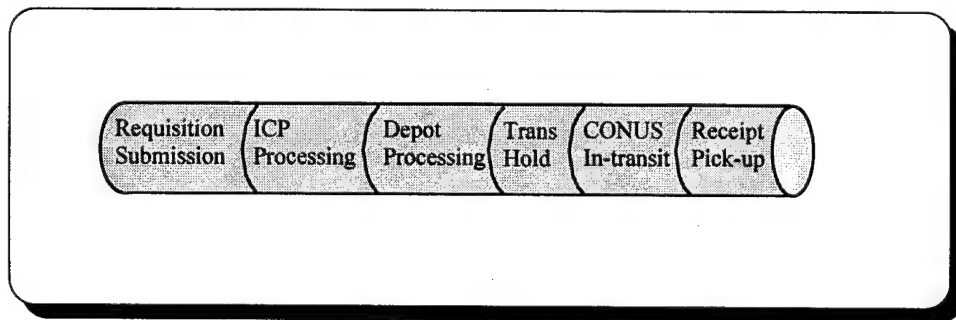 Requisition ICP Depot Trans CONUS Receipt
Submission Processing Processing Hold In-transit Pick-up